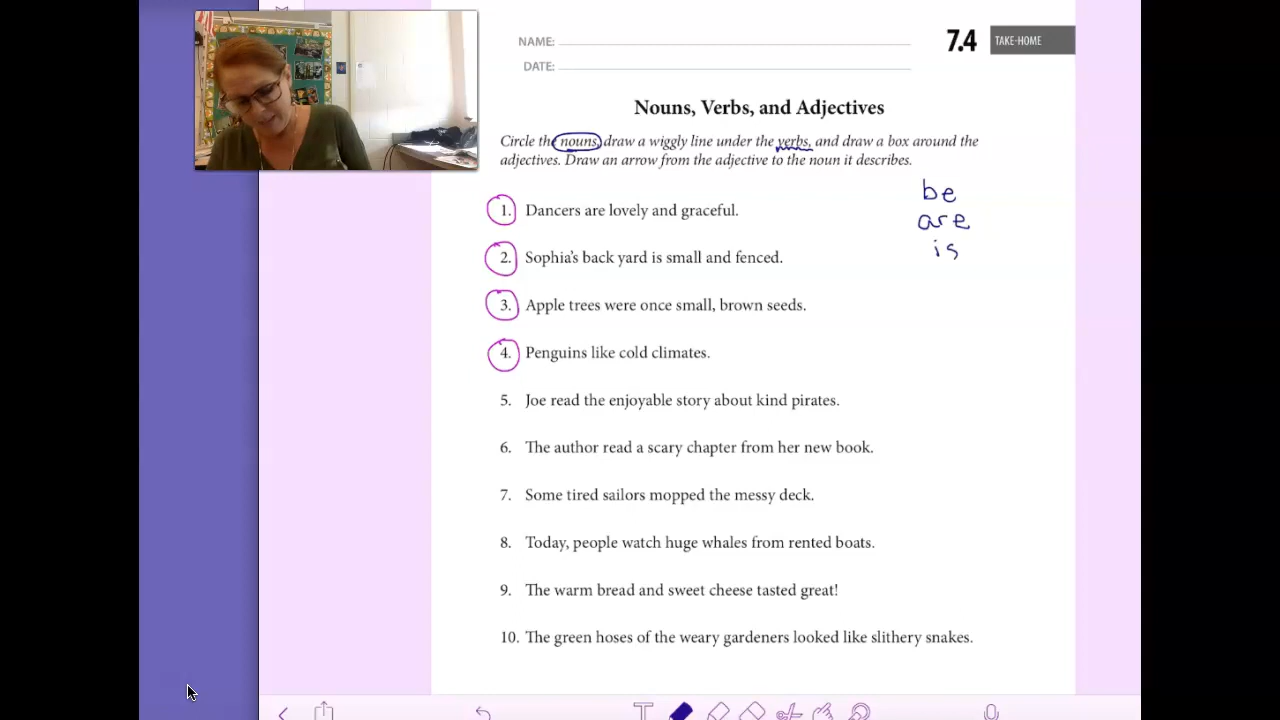 NAME:
7.4 TAKE-HOME
DATE:
Nouns, Verbs, and Adjectives
Circle the nouns, draw a wiggly line under the verbs, and draw a box around the
adjectives. Draw an arrow from the adjective to the noun it describes.
be
are
is
1. Dancers are lovely and graceful.
2. Sophia's back yard is small and fenced.
3. Apple trees were once small, brown seeds.
4. Penguins like cold climates.
5. Joe read the enjoyable story about kind pirates.
6. The author read a scary chapter from her new book.
7. Some tired sailors mopped the messy deck.
8. Today, people watch huge whales from rented boats.
9. The warm bread and sweet cheese tasted great!
10. The green hoses of the weary gardeners looked like slithery snakes.
T